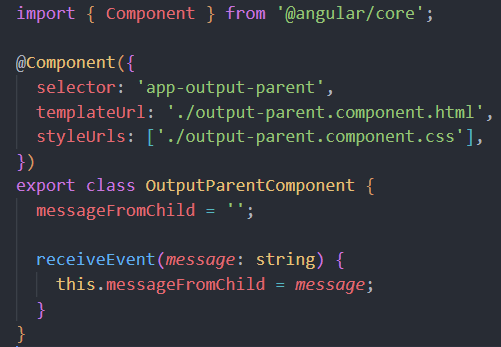 import { Component } from '@angular/core';

@Component({
  selector: 'app-output-parent',
  templateUrl: './output-parent.component.html',
  styleUrls: ['./output-parent.component.css'],
})
export class OutputParentComponent {
  messageFromChild = '';

  receiveEvent(message: string) {
    this.messageFromChild = message;
  }
}